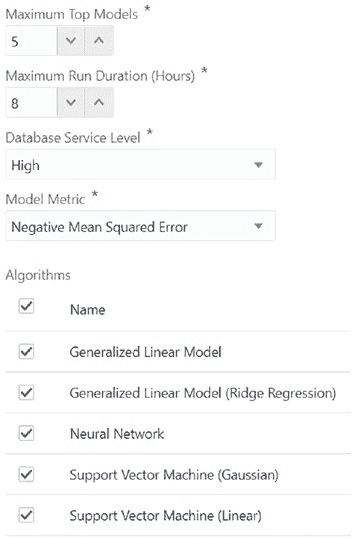 Maximum Top Models *
5
Maximum Run Duration (Hours) *
8
Database Service Level *
High
Model Metric *
Negative Mean Squared Error
Algorithms
Name
Generalized Linear Model
Generalized Linear Model (Ridge Regression)
Neural Network
Support Vector Machine (Gaussian)
Support Vector Machine (Linear)